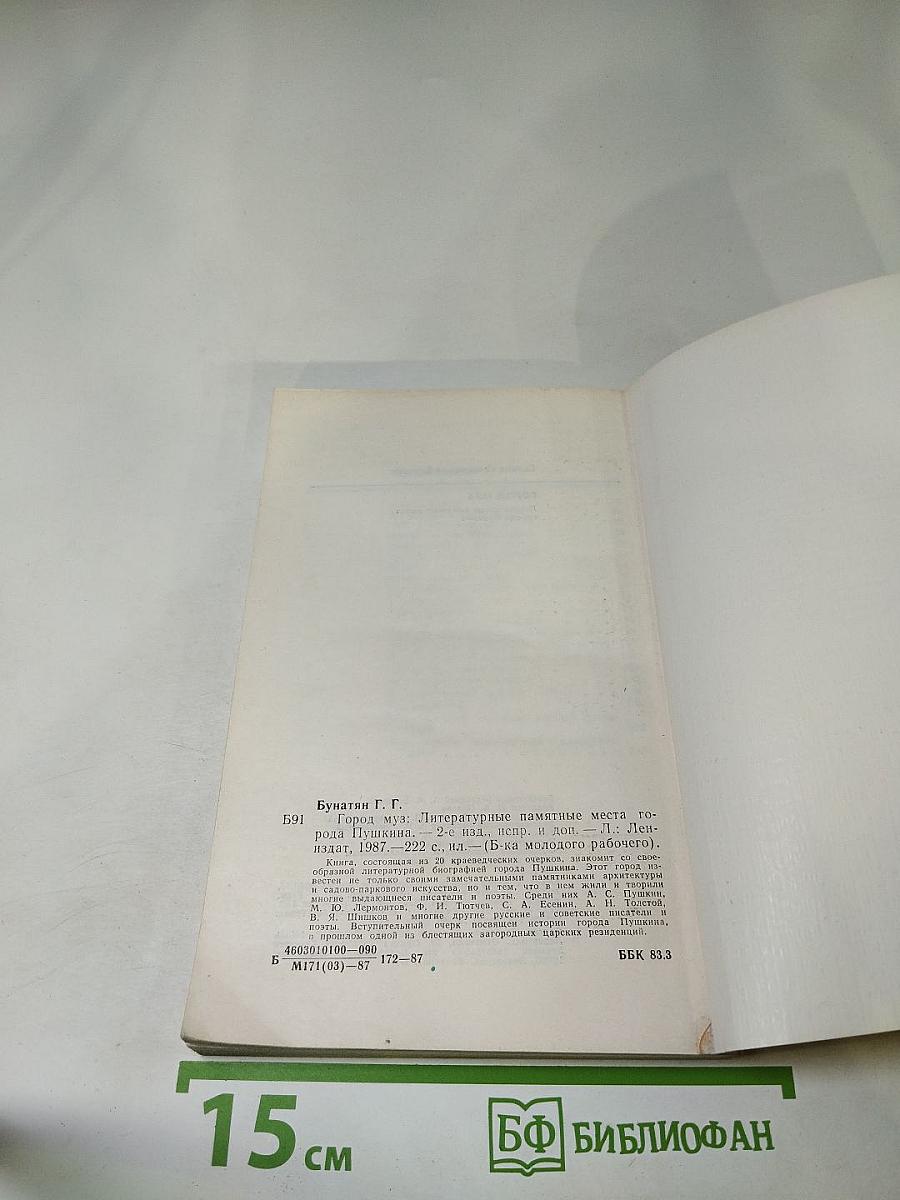 Бунатян Г. Г.
Б91 Город муз: Литературные памятные места го-
рода Пушкина. — 2-е изд., испр. и доп. — Л.: Лен-
издат, 1987.—222 с., ил.—(Б-ка молодого рабочего).
Книга, состоящая из 20 краеведческих очерков, знакомит со свое-
образной литературной биографией города Пушкина. Этот город из-
вестен не только своими замечательными памятниками архитектуры
и садово-паркового искусства, но и тем, что в нем жили и творили
многие выдающиеся писатели и поэты. Среди них А. С. Пушкин,
М. Ю. Лермонтов, Ф. И. Тютчев, С. А. Есенин, А. Н. Толстой,
В. Я. Шишков и многие другие русские и советские писатели и
поэты. Вступительный очерк посвящен истории города Пушкина,
в прошлом одной из блестящих загородных царских резиденций.
4603010100—090
Б 172—87 ББК 83.3
М171(03)—87
15 см
БФ БИБЛИОФАН